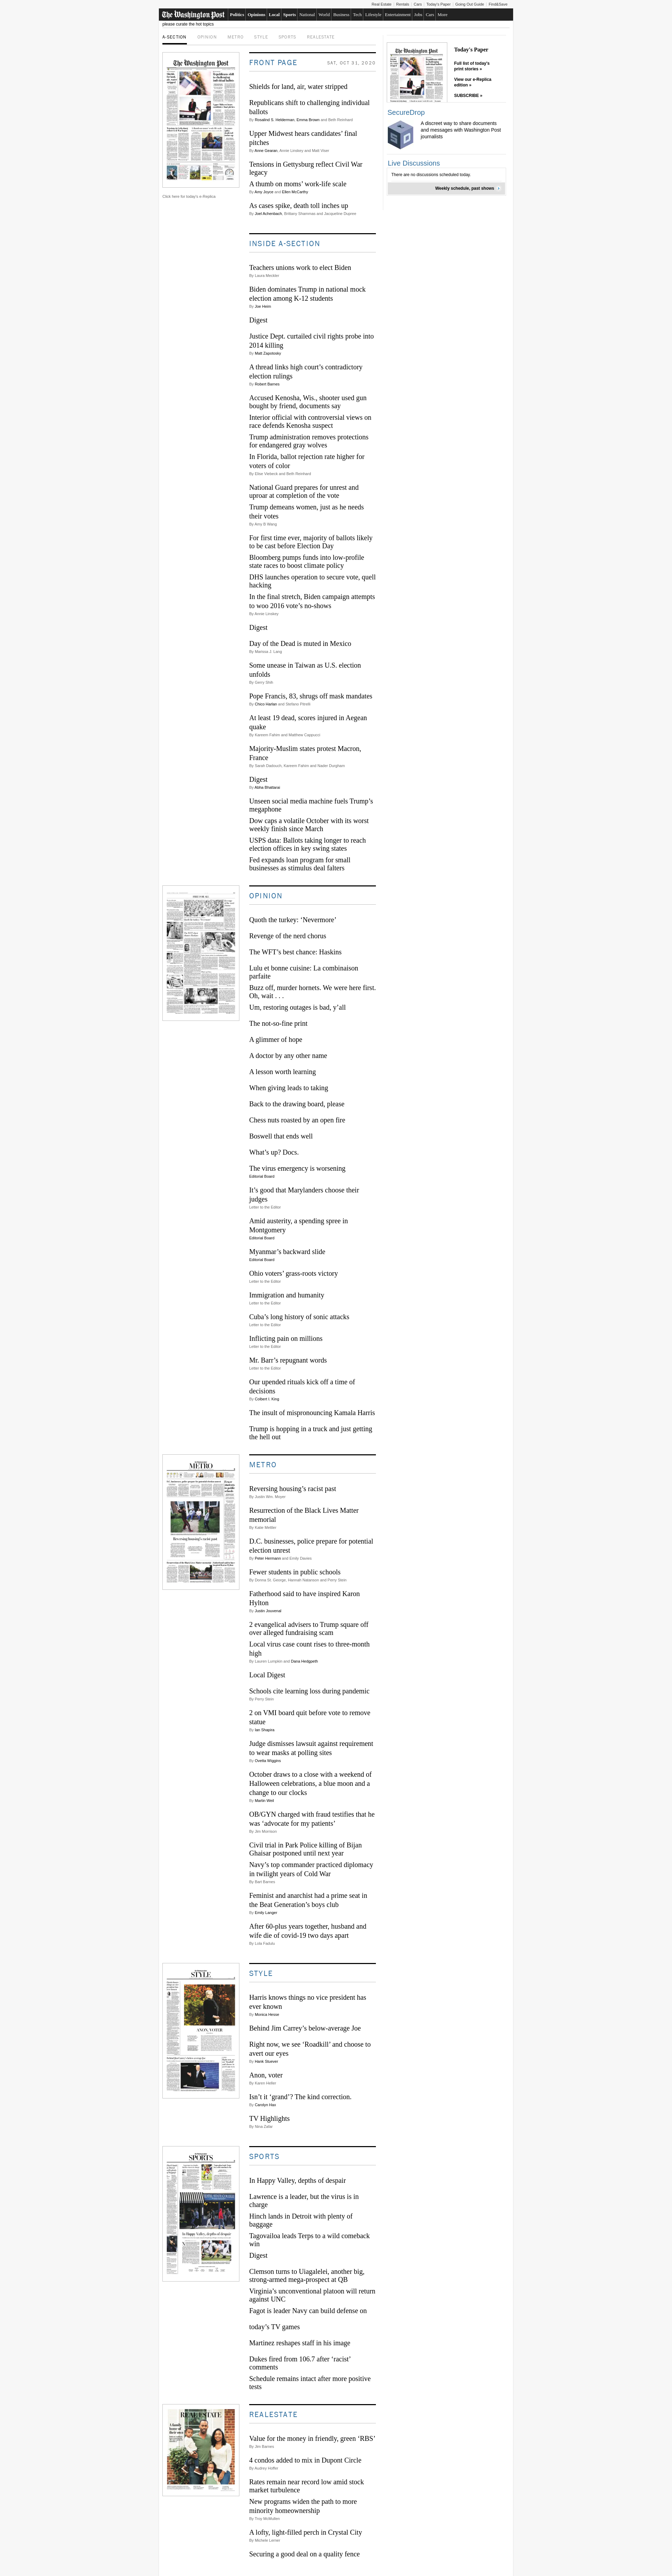 Real Estate Rentals Cars Today's Paper Going Out Guide Find&Save
The Washington Post Politics Opinions Local Sports National World Business Tech Lifestyle Entertainment Jobs Cars More
please curate the hot topics
A-SECTION OPINION METRO STYLE SPORTS REALESTATE
Click here for today's e-Replica
FRONT PAGE SAT, OCT 31, 2020
Shields for land, air, water stripped
Republicans shift to challenging individual
ballots
By Rosalind S. Helderman, Emma Brown and Beth Reinhard
Upper Midwest hears candidates' final
pitches
By Anne Gearan, Annie Linskey and Matt Viser
Tensions in Gettysburg reflect Civil War
legacy
A thumb on moms' work-life scale
By Amy Joyce and Ellen McCarthy
As cases spike, death toll inches up
By Joel Achenbach, Brittany Shammas and Jacqueline Dupree
INSIDE A-SECTION
Teachers unions work to elect Biden
By Laura Meckler
Biden dominates Trump in national mock
election among K-12 students
By Joe Heim
Digest
Justice Dept. curtailed civil rights probe into
2014 killing
By Matt Zapotosky
A thread links high court's contradictory
election rulings
By Robert Barnes
Accused Kenosha, Wis., shooter used gun
bought by friend, documents say
Interior official with controversial views on
race defends Kenosha suspect
Trump administration removes protections
for endangered gray wolves
In Florida, ballot rejection rate higher for
voters of color
By Elise Viebeck and Beth Reinhard
National Guard prepares for unrest and
uproar at completion of the vote
Trump demeans women, just as he needs
their votes
By Amy B Wang
For first time ever, majority of ballots likely
to be cast before Election Day
Bloomberg pumps funds into low-profile
state races to boost climate policy
DHS launches operation to secure vote, quell
hacking
In the final stretch, Biden campaign attempts
to woo 2016 vote's no-shows
By Annie Linskey
Digest
Day of the Dead is muted in Mexico
By Marissa J. Lang
Some unease in Taiwan as U.S. election
unfolds
By Gerry Shih
Pope Francis, 83, shrugs off mask mandates
By Chico Harlan and Stefano Pitrelli
At least 19 dead, scores injured in Aegean
quake
By Kareem Fahim and Matthew Cappucci
Majority-Muslim states protest Macron,
France
By Sarah Dadouch, Kareem Fahim and Nader Durgham
Digest
By Abha Bhattarai
Unseen social media machine fuels Trump's
megaphone
Dow caps a volatile October with its worst
weekly finish since March
USPS data: Ballots taking longer to reach
election offices in key swing states
Fed expands loan program for small
businesses as stimulus deal falters
OPINION
Quoth the turkey: 'Nevermore'
Revenge of the nerd chorus
The WFT's best chance: Haskins
Lulu et bonne cuisine: La combinaison
parfaite
Buzz off, murder hornets. We were here first.
Oh, wait . . .
Um, restoring outages is bad, y'all
The not-so-fine print
A glimmer of hope
A doctor by any other name
A lesson worth learning
When giving leads to taking
Back to the drawing board, please
Chess nuts roasted by an open fire
Boswell that ends well
What's up? Docs.
The virus emergency is worsening
Editorial Board
It's good that Marylanders choose their
judges
Letter to the Editor
Amid austerity, a spending spree in
Montgomery
Editorial Board
Myanmar's backward slide
Editorial Board
Ohio voters' grass-roots victory
Letter to the Editor
Immigration and humanity
Letter to the Editor
Cuba's long history of sonic attacks
Letter to the Editor
Inflicting pain on millions
Letter to the Editor
Mr. Barr's repugnant words
Letter to the Editor
Our upended rituals kick off a time of
decisions
By Colbert I. King
The insult of mispronouncing Kamala Harris
Trump is hopping in a truck and just getting
the hell out
METRO
Reversing housing's racist past
By Justin Wm. Moyer
Resurrection of the Black Lives Matter
memorial
By Katie Mettler
D.C. businesses, police prepare for potential
election unrest
By Peter Hermann and Emily Davies
Fewer students in public schools
By Donna St. George, Hannah Natanson and Perry Stein
Fatherhood said to have inspired Karon
Hylton
By Justin Jouvenal
2 evangelical advisers to Trump square off
over alleged fundraising scam
Local virus case count rises to three-month
high
By Lauren Lumpkin and Dana Hedgpeth
Local Digest
Schools cite learning loss during pandemic
By Perry Stein
2 on VMI board quit before vote to remove
statue
By Ian Shapira
Judge dismisses lawsuit against requirement
to wear masks at polling sites
By Ovetta Wiggins
October draws to a close with a weekend of
Halloween celebrations, a blue moon and a
change to our clocks
By Martin Weil
OB/GYN charged with fraud testifies that he
was 'advocate for my patients'
By Jim Morrison
Civil trial in Park Police killing of Bijan
Ghaisar postponed until next year
Navy's top commander practiced diplomacy
in twilight years of Cold War
By Bart Barnes
Feminist and anarchist had a prime seat in
the Beat Generation's boys club
By Emily Langer
After 60-plus years together, husband and
wife die of covid-19 two days apart
By Lola Fadulu
STYLE
Harris knows things no vice president has
ever known
By Monica Hesse
Behind Jim Carrey's below-average Joe
Right now, we see 'Roadkill' and choose to
avert our eyes
By Hank Stuever
Anon, voter
By Karen Heller
Isn't it 'grand'? The kind correction.
By Carolyn Hax
TV Highlights
By Nina Zafar
SPORTS
In Happy Valley, depths of despair
Lawrence is a leader, but the virus is in
charge
Hinch lands in Detroit with plenty of
baggage
Tagovailoa leads Terps to a wild comeback
win
Digest
Clemson turns to Uiagalelei, another big,
strong-armed mega-prospect at QB
Virginia's unconventional platoon will return
against UNC
Fagot is leader Navy can build defense on
today's TV games
Martinez reshapes staff in his image
Dukes fired from 106.7 after 'racist'
comments
Schedule remains intact after more positive
tests
REALESTATE
Value for the money in friendly, green 'RBS'
By Jim Barnes
4 condos added to mix in Dupont Circle
By Audrey Hoffer
Rates remain near record low amid stock
market turbulence
New programs widen the path to more
minority homeownership
By Troy McMullen
A lofty, light-filled perch in Crystal City
By Michele Lerner
Securing a good deal on a quality fence
Today's Paper
Full list of today's
print stories »
View our e-Replica
edition »
SUBSCRIBE »
SecureDrop
A discreet way to share documents
and messages with Washington Post
journalists
Live Discussions
There are no discussions scheduled today.
Weekly schedule, past shows
The Washington Post
The Washington Post
METRO
STYLE
ANON, VOTER
SPORTS
In Happy Valley, depths of despair
REAL ESTATE
Reversing housing's racist past